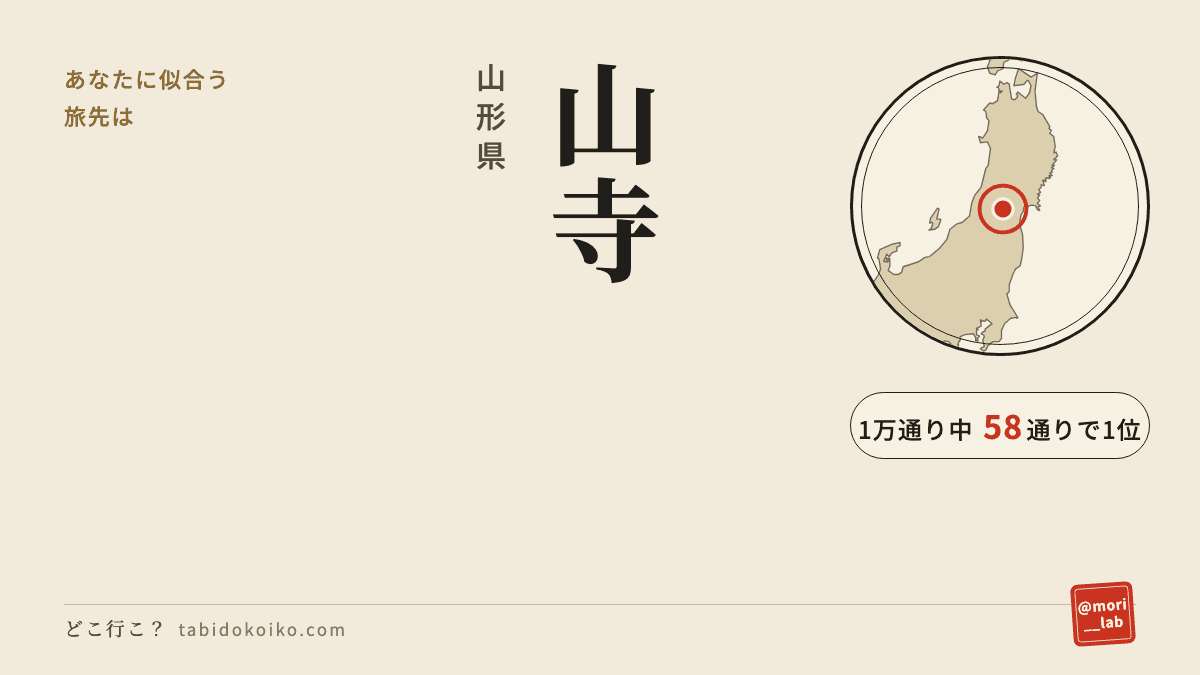 あなたに似合う
旅先は
山寺
山形県
1万通り中 58通りで1位
どこ行こ？ tabidokoiko.com
@mori
__lab